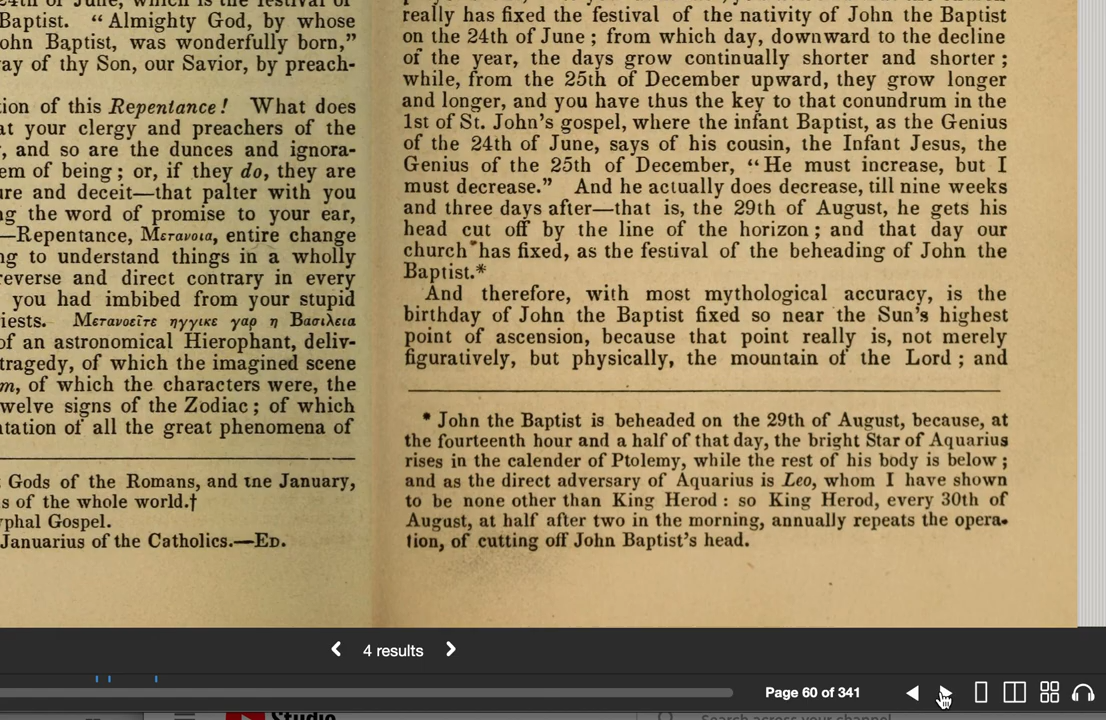 24th of June, which is the festival of
Baptist. “Almighty God, by whose
ohn Baptist, was wonderfully born,”
ay of thy Son, our Savior, by preach-
tion of this Repentance! What does
at your clergy and preachers of the
, and so are the dunces and ignora-
em of being; or, if they do, they are
ure and deceit—that palter with you
ng the word of promise to your ear,
—Repentance, Μετανοια, entire change
ng to understand things in a wholly
reverse and direct contrary in every
you had imbibed from your stupid
iests. Μετανοεῖτε ηγγικε γαρ η Βασιλεια
of an astronomical Hierophant, deliv-
tragedy, of which the imagined scene
m, of which the characters were, the
welve signs of the Zodiac; of which
tation of all the great phenomena of
Gods of the Romans, and tne January,
s of the whole world.†
yphal Gospel.
Januarius of the Catholics.—ED.
really has fixed the festival of the nativity of John the Baptist
on the 24th of June; from which day, downward to the decline
of the year, the days grow continually shorter and shorter;
while, from the 25th of December upward, they grow longer
and longer, and you have thus the key to that conundrum in the
1st of St. John’s gospel, where the infant Baptist, as the Genius
of the 24th of June, says of his cousin, the Infant Jesus, the
Genius of the 25th of December, “He must increase, but I
must decrease.” And he actually does decrease, till nine weeks
and three days after—that is, the 29th of August, he gets his
head cut off by the line of the horizon; and that day our
church has fixed, as the festival of the beheading of John the
Baptist.*
And therefore, with most mythological accuracy, is the
birthday of John the Baptist fixed so near the Sun’s highest
point of ascension, because that point really is, not merely
figuratively, but physically, the mountain of the Lord; and
* John the Baptist is beheaded on the 29th of August, because, at
the fourteenth hour and a half of that day, the bright Star of Aquarius
rises in the calender of Ptolemy, while the rest of his body is below;
and as the direct adversary of Aquarius is Leo, whom I have shown
to be none other than King Herod: so King Herod, every 30th of
August, at half after two in the morning, annually repeats the opera-
tion, of cutting off John Baptist’s head.
4 results
Page 60 of 341
Studio
Search across your channel